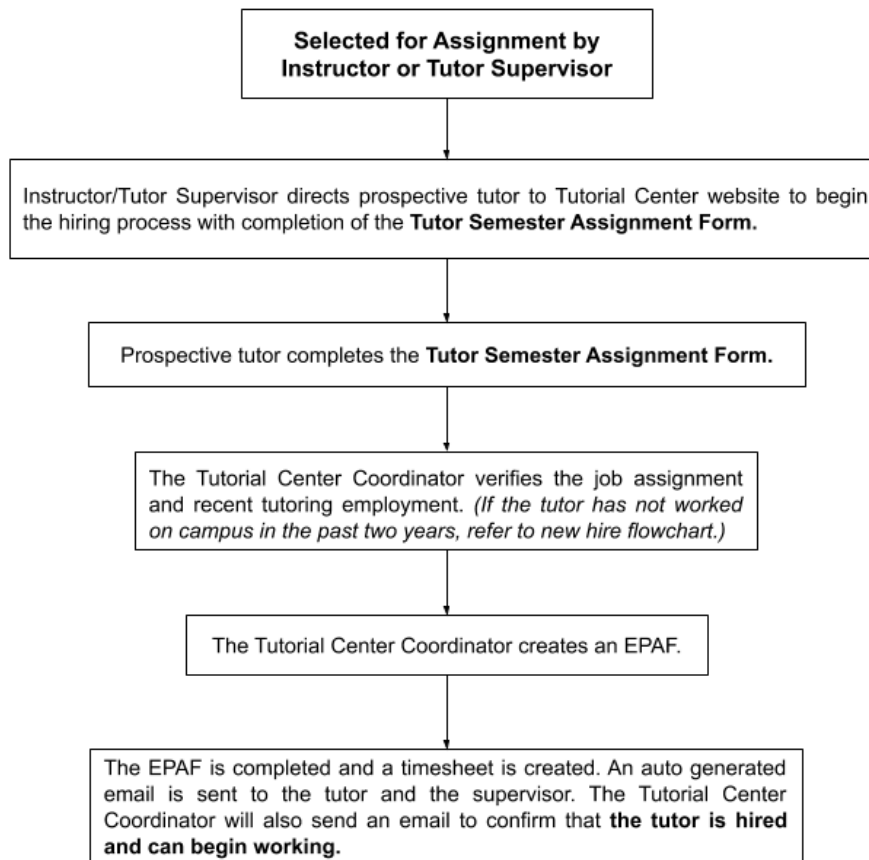 Selected for Assignment by
Instructor or Tutor Supervisor
Instructor/Tutor Supervisor directs prospective tutor to Tutorial Center website to begin
the hiring process with completion of the Tutor Semester Assignment Form.
Prospective tutor completes the Tutor Semester Assignment Form.
The Tutorial Center Coordinator verifies the job assignment
and recent tutoring employment. (If the tutor has not worked
on campus in the past two years, refer to new hire flowchart.)
The Tutorial Center Coordinator creates an EPAF.
The EPAF is completed and a timesheet is created. An auto generated
email is sent to the tutor and the supervisor. The Tutorial Center
Coordinator will also send an email to confirm that the tutor is hired
and can begin working.